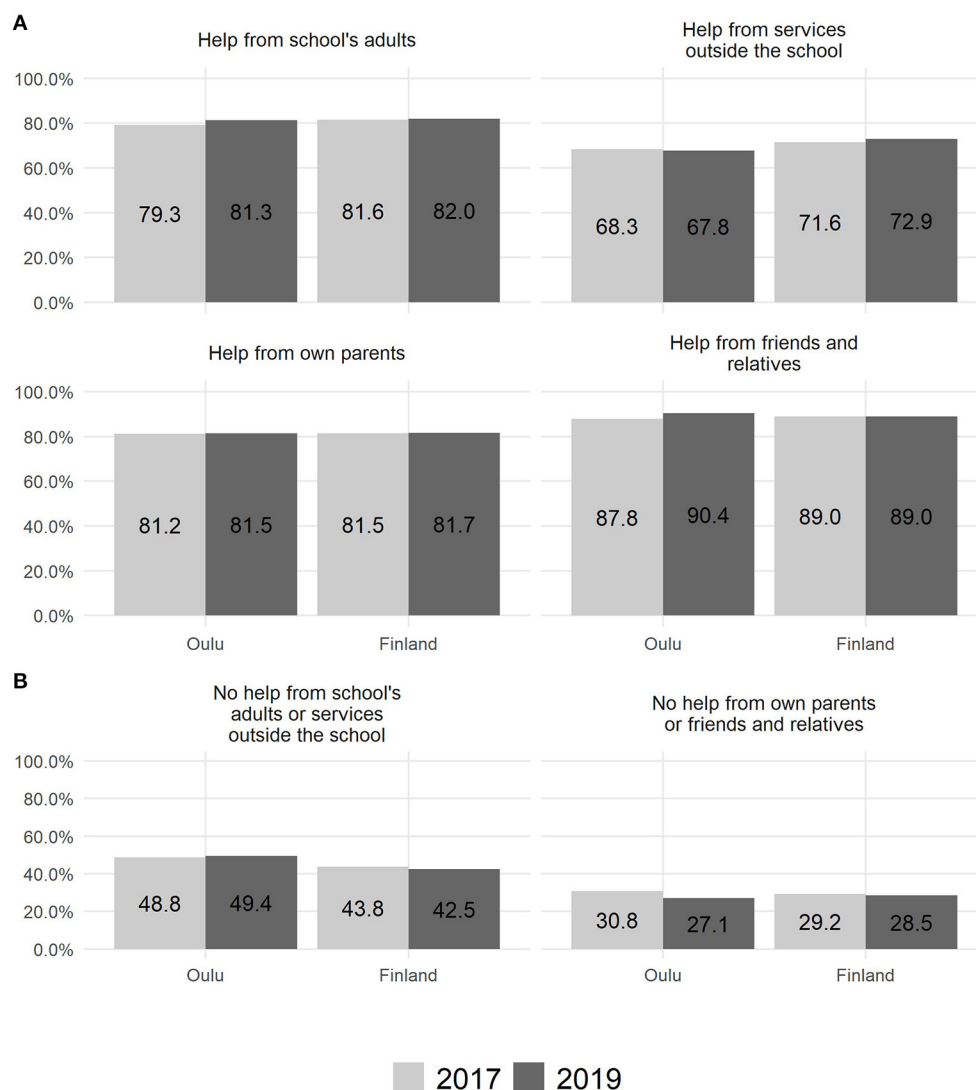 A
Help from school's adults
Help from services
outside the school
100.0%
80.0%
60.0%
40.0%
20.0%
0.0%
79.3 81.3 81.6 82.0
68.3 67.8 71.6 72.9
Help from own parents
Help from friends and
relatives
100.0%
80.0%
60.0%
40.0%
20.0%
0.0%
81.2 81.5 81.5 81.7
87.8 90.4 89.0 89.0
Oulu Finland
Oulu Finland
B
No help from school's
adults or services
outside the school
No help from own parents
or friends and relatives
100.0%
80.0%
60.0%
40.0%
20.0%
0.0%
48.8 49.4 43.8 42.5
30.8 27.1 29.2 28.5
Oulu Finland
Oulu Finland
2017 2019